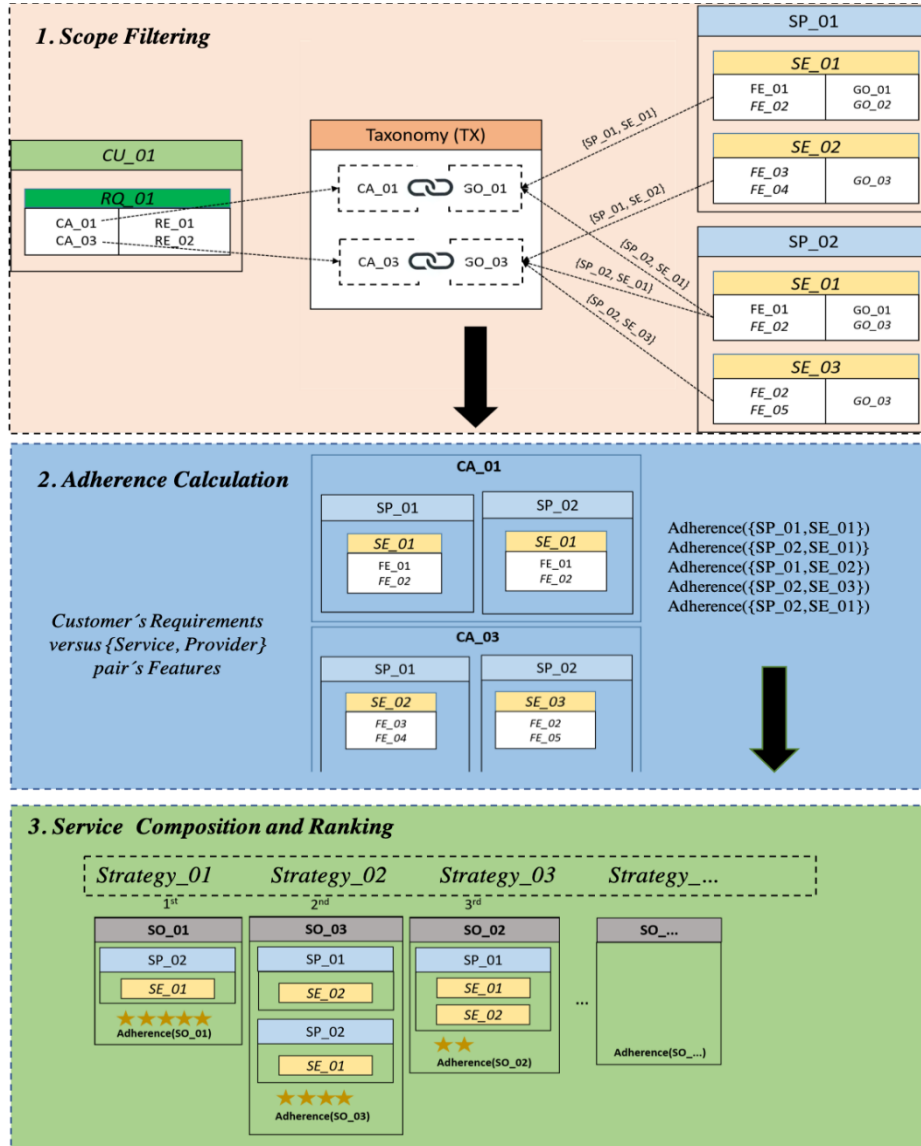 1. Scope Filtering
CU_01
RQ_01
CA_01
CA_03
RE_01
RE_02
Taxonomy (TX)
CA_01
GO_01
CA_03
GO_03
{SP_01, SE_01}
{SP_01, SE_02}
{SP_02, SE_01}
{SP_02, SE_01}
{SP_02, SE_03}
SP_01
SE_01
FE_01
FE_02
GO_01
GO_02
SE_02
FE_03
FE_04
GO_03
SP_02
SE_01
FE_01
FE_02
GO_01
GO_03
SE_03
FE_02
FE_05
GO_03
2. Adherence Calculation
Customer´s Requirements
versus {Service, Provider}
pair´s Features
CA_01
SP_01
SE_01
FE_01
FE_02
SP_02
SE_01
FE_01
FE_02
CA_03
SP_01
SE_02
FE_03
FE_04
SP_02
SE_03
FE_02
FE_05
Adherence({SP_01,SE_01})
Adherence({SP_02,SE_01)}
Adherence({SP_01,SE_02})
Adherence({SP_02,SE_03})
Adherence({SP_02,SE_01})
3. Service Composition and Ranking
Strategy_01 Strategy_02 Strategy_03 Strategy_...
1st 2nd 3rd
SO_01
SP_02
SE_01
Adherence(SO_01)
SO_03
SP_01
SE_02
SP_02
SE_01
Adherence(SO_03)
SO_02
SP_01
SE_01
SE_02
Adherence(SO_02)
...
SO_...
Adherence(SO_...)